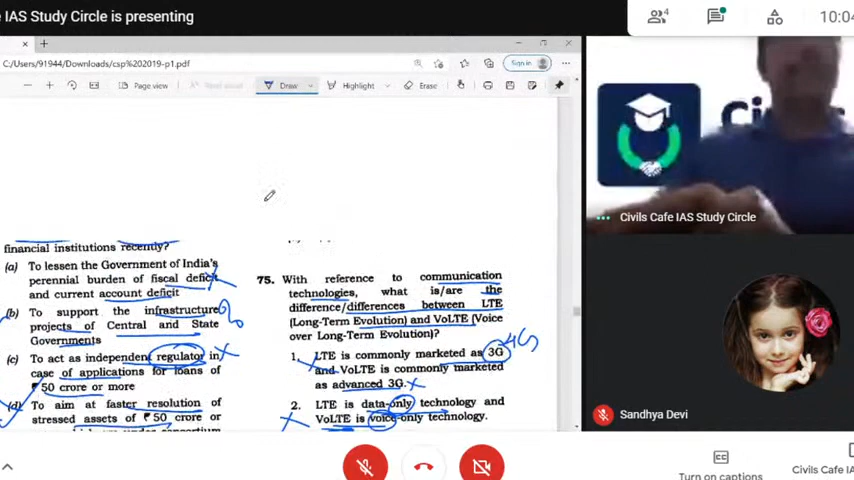 e IAS Study Circle is presenting
4
10:04
C:/Users/91944/Downloads/csp%202019-p1.pdf
Sign in
Page view
Read aloud
Draw
Highlight
Erase
financial institutions recently?
(a) To lessen the Government of India's
perennial burden of fiscal deficit
and current account deficit
(b) To support the infrastructure
projects of Central and State
Governments
(c) To act as independent regulator in
case of applications for loans of
₹ 50 crore or more
(d) To aim at faster resolution of
stressed assets of ₹ 50 crore or
75. With reference to communication
technologies, what is/are the
difference/differences between LTE
(Long-Term Evolution) and VoLTE (Voice
over Long-Term Evolution)?
1. LTE is commonly marketed as 3G
4G
and VoLTE is commonly marketed
as advanced 3G.
2. LTE is data-only technology and
VoLTE is voice-only technology.
Ci
Civils Cafe IAS Study Circle
Sandhya Devi
Turn on captions
Civils Cafe IA